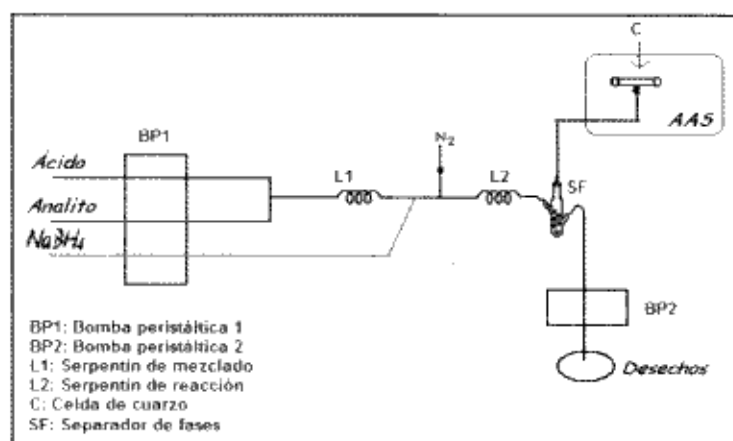 C
AAS
BP1
N₂
Ácido
L1
L2
SF
Analito
NaBH₄
BP2
Desechos
BP1: Bomba peristáltica 1
BP2: Bomba peristáltica 2
L1: Serpentín de mezclado
L2: Serpentín de reacción
C: Celda de cuarzo
SF: Separador de fases